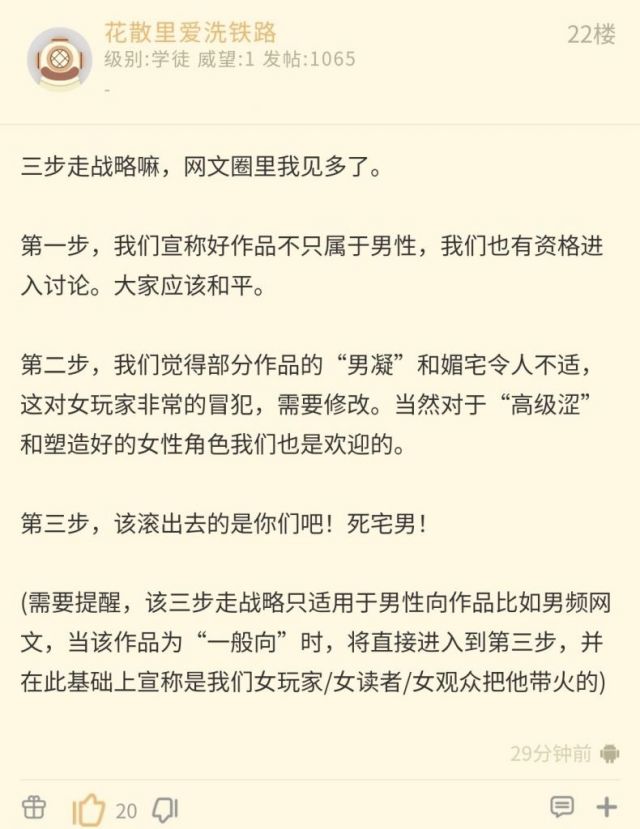 花散里爱洗铁路
22楼
级别:学徒 威望:1 发帖:1065
-
三步走战略嘛，网文圈里我见多了。
第一步，我们宣称好作品不只属于男性，我们也有资格进
入讨论。大家应该和平。
第二步，我们觉得部分作品的“男凝”和媚宅令人不适，
这对女玩家非常的冒犯，需要修改。当然对于“高级涩”
和塑造好的女性角色我们也是欢迎的。
第三步，该滚出去的是你们吧！死宅男！
(需要提醒，该三步走战略只适用于男性向作品比如男频网
文，当该作品为“一般向”时，将直接进入到第三步，并
在此基础上宣称是我们女玩家/女读者/女观众把他带火的)
29分钟前
20